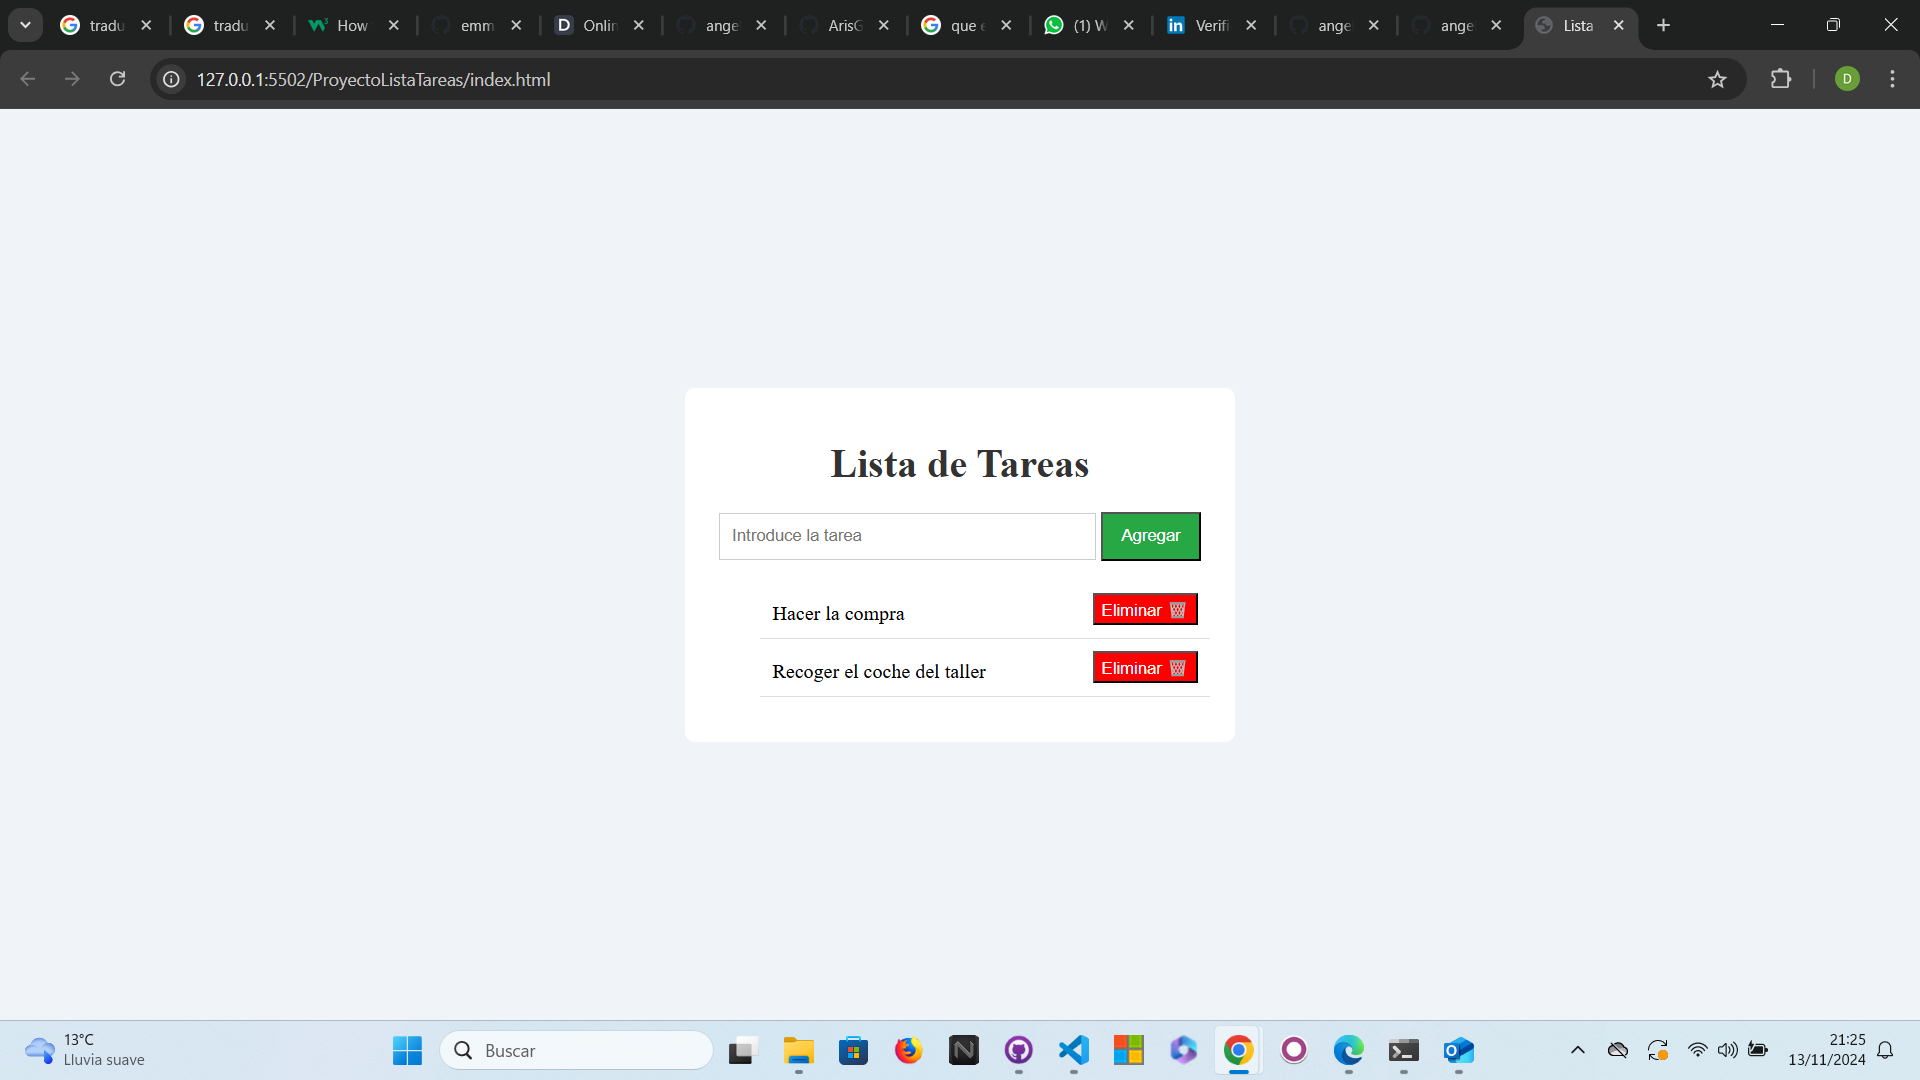 tradu tradu How emm Onlin ange ArisG que e (1) W Verifi ange ange Lista
127.0.0.1:5502/ProyectoListaTareas/index.html
D
Lista de Tareas
Introduce la tarea Agregar
Hacer la compra Eliminar
Recoger el coche del taller Eliminar
13°C
Lluvia suave
Buscar
21:25
13/11/2024